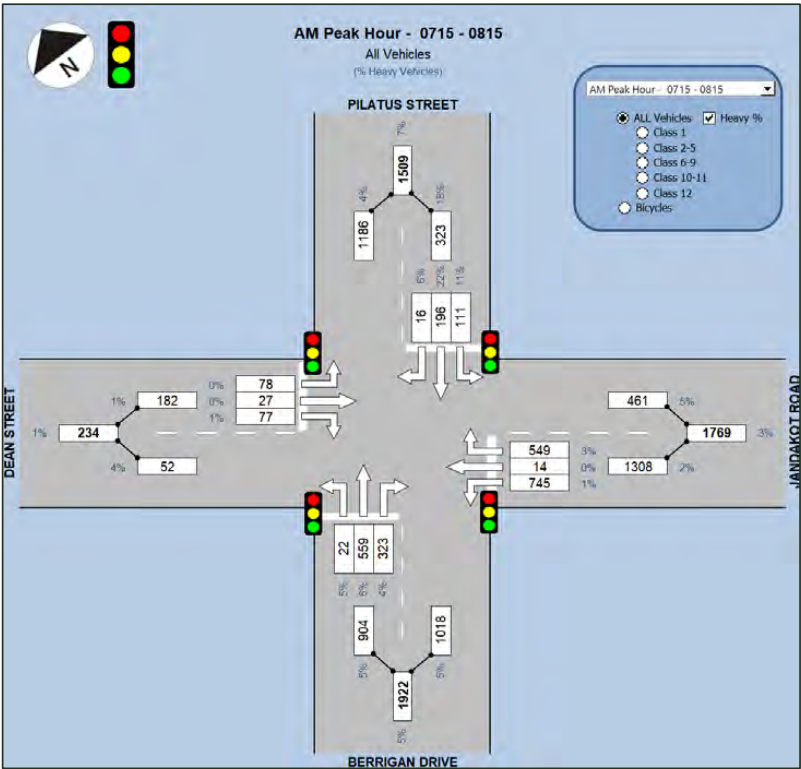 AM Peak Hour - 0715 - 0815
All Vehicles
(% Heavy Vehicles)
N
AM Peak Hour - 0715 - 0815
ALL Vehicles Heavy %
Class 1
Class 2-5
Class 6-9
Class 10-11
Class 12
Bicycles
PILATUS STREET
7%
1509
4% 18%
1186 323
6% 22% 11%
16 196 111
DEAN STREET
0% 78
1% 182 0% 27
1% 77
1% 234
4% 52
JANDAKOT ROAD
461 5%
1769 3%
549 3%
14 0% 1308 2%
745 1%
22 559 323
5% 6% 4%
904 1018
5% 5%
1922
5%
BERRIGAN DRIVE